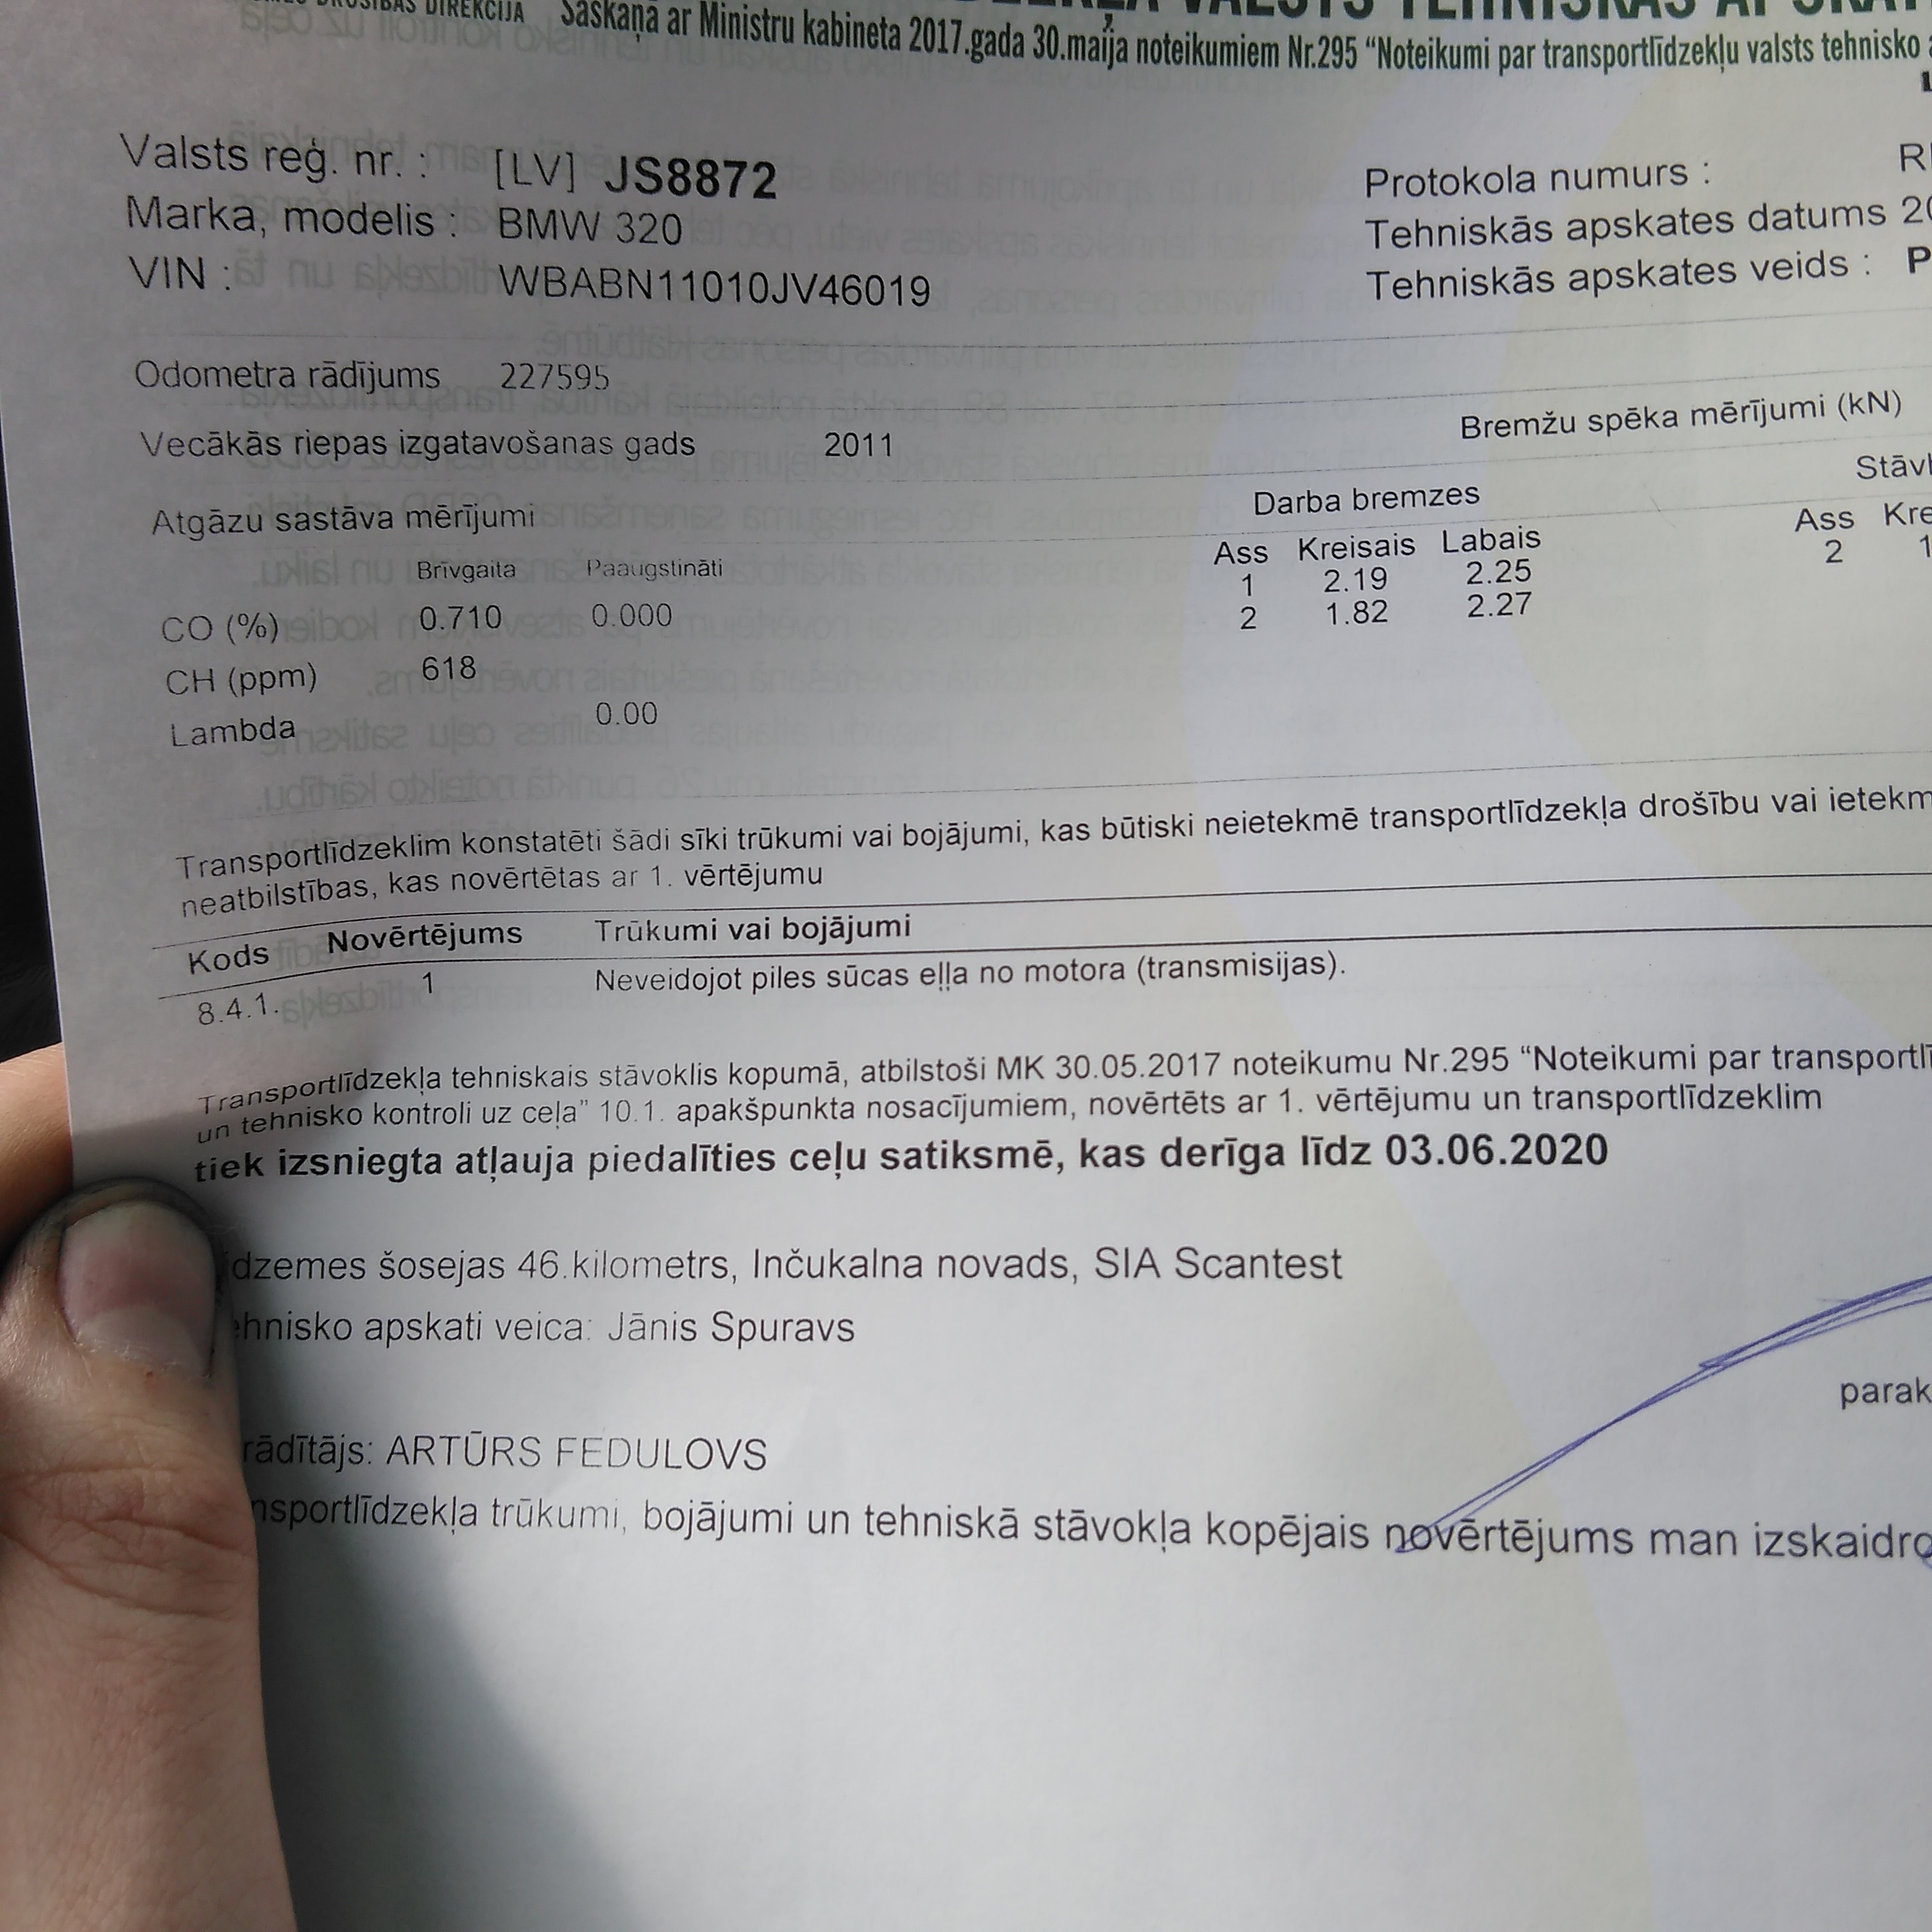 DIREKCIJA Saskaņā ar Ministru kabineta 2017.gada 30.maija noteikumiem Nr.295 “Noteikumi par transportlīdzekļu valsts tehnisko
Valsts reģ. nr. : [LV] JS8872
Marka, modelis : BMW 320
VIN : WBABN11010JV46019
Protokola numurs :
Tehniskās apskates datums
Tehniskās apskates veids :
Odometra rādījums 227595
Vecākās riepas izgatavošanas gads 2011
Atgāzu sastāva mērījumi
Brīvgaita Paaugstināti
CO (%) 0.710 0.000
CH (ppm) 618
Lambda 0.00
Bremžu spēka mērījumi (kN)
Darba bremzes
Ass Kreisais Labais
1 2.19 2.25
2 1.82 2.27
Ass
2
Transportlīdzeklim konstatēti šādi sīki trūkumi vai bojājumi, kas būtiski neietekmē transportlīdzekļa drošību vai
neatbilstības, kas novērtētas ar 1. vērtējumu
Kods Novērtējums Trūkumi vai bojājumi
8.4.1. 1 Neveidojot piles sūcas eļļa no motora (transmisijas).
Transportlīdzekļa tehniskais stāvoklis kopumā, atbilstoši MK 30.05.2017 noteikumu Nr.295 “Noteikumi par
un tehnisko kontroli uz ceļa” 10.1. apakšpunkta nosacījumiem, novērtēts ar 1. vērtējumu un transportlīdzeklim
tiek izsniegta atļauja piedalīties ceļu satiksmē, kas derīga līdz 03.06.2020
dzemes šosejas 46.kilometrs, Inčukalna novads, SIA Scantest
ehnisko apskati veica: Jānis Spuravs
parak
rādītājs: ARTŪRS FEDULOVS
nsportlīdzekļa trūkumi, bojājumi un tehniskā stāvokļa kopējais novērtējums man